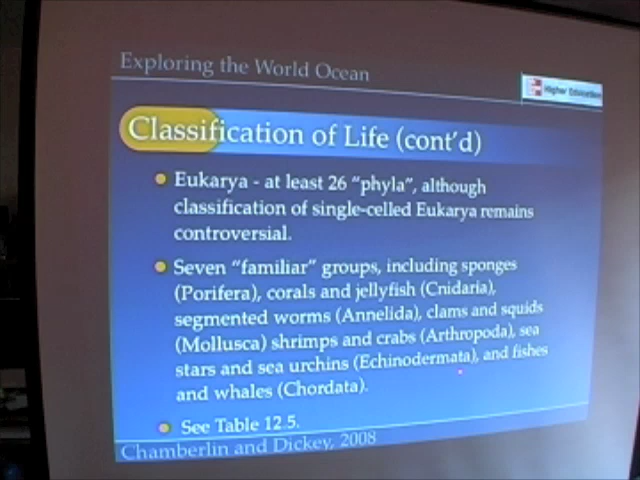 Exploring the World Ocean
Higher Education
Classification of Life (cont'd)
Eukarya - at least 26 "phyla", although
classification of single-celled Eukarya remains
controversial.
Seven "familiar" groups, including sponges
(Porifera), corals and jellyfish (Cnidaria),
segmented worms (Annelida), clams and squids
(Mollusca) shrimps and crabs (Arthropoda), sea
stars and sea urchins (Echinodermata), and fishes
and whales (Chordata).
See Table 12.5.
Chamberlin and Dickey, 2008